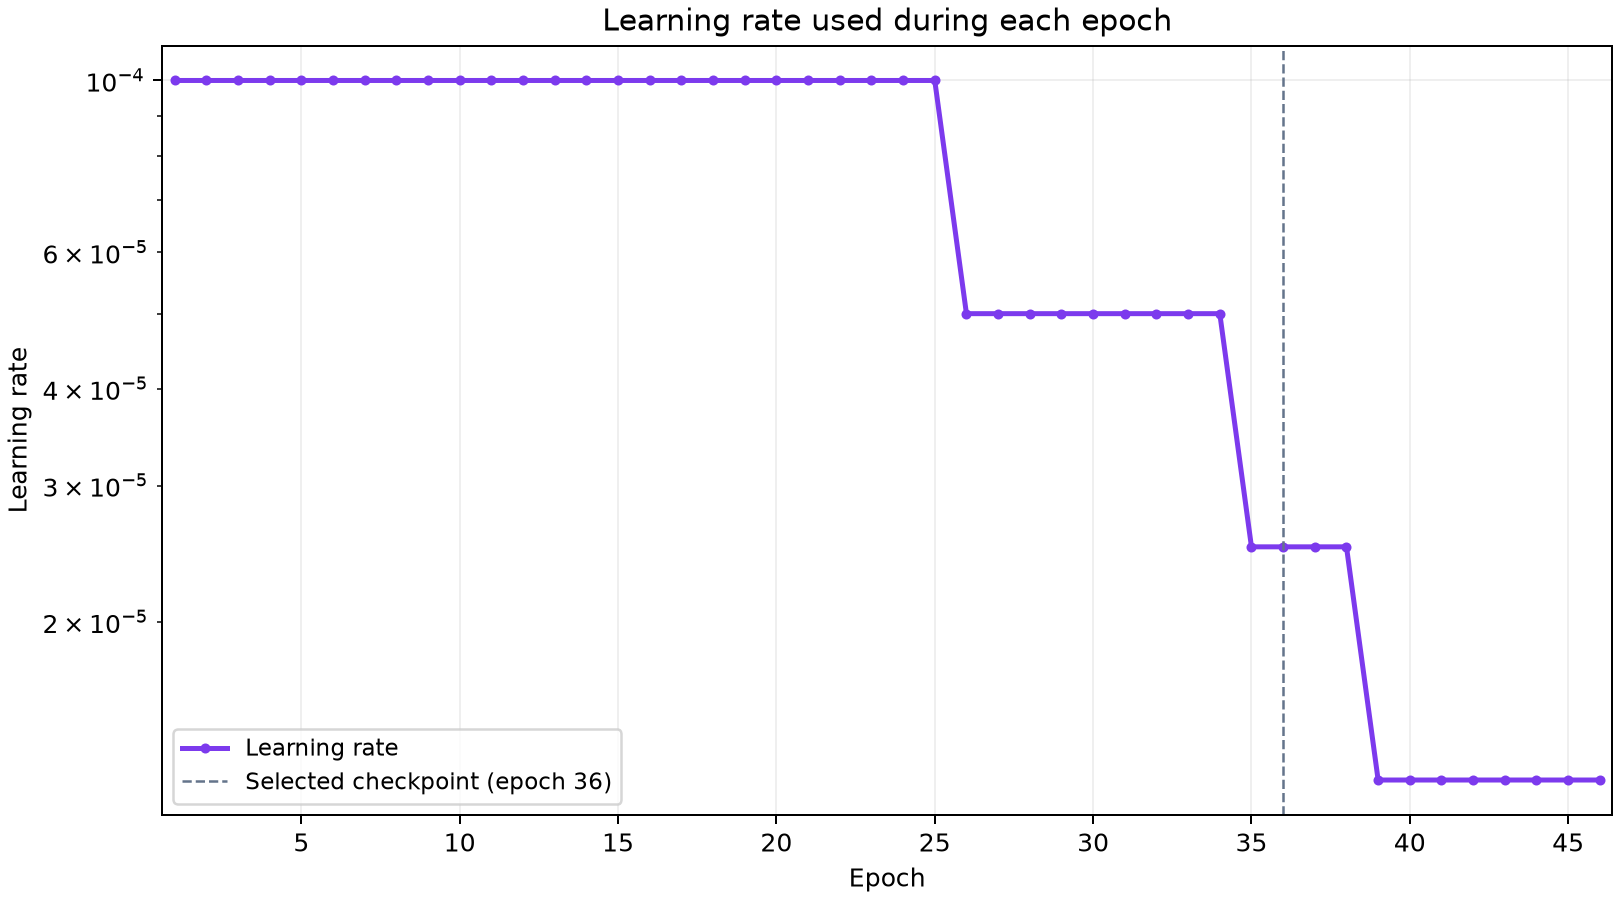 Learning rate used during each epoch
10⁻⁴
6 × 10⁻⁵
4 × 10⁻⁵
3 × 10⁻⁵
2 × 10⁻⁵
Learning rate
Learning rate
Selected checkpoint (epoch 36)
5 10 15 20 25 30 35 40 45
Epoch